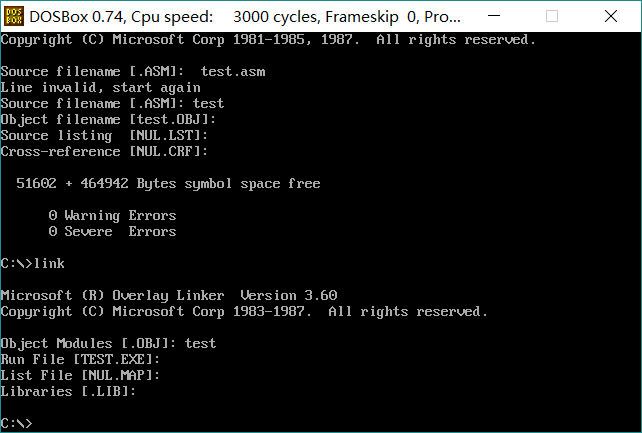 DOSBox 0.74, Cpu speed:    3000 cycles, Frameskip  0, Pro...
Copyright (C) Microsoft Corp 1981-1985, 1987.  All rights reserved.
Source filename [.ASM]:  test.asm
Line invalid, start again
Source filename [.ASM]: test
Object filename [test.OBJ]:
Source listing  [NUL.LST]:
Cross-reference [NUL.CRF]:
  51602 + 464942 Bytes symbol space free
      0 Warning Errors
      0 Severe  Errors
C:\>link
Microsoft (R) Overlay Linker  Version 3.60
Copyright (C) Microsoft Corp 1983-1987.  All rights reserved.
Object Modules [.OBJ]: test
Run File [TEST.EXE]:
List File [NUL.MAP]:
Libraries [.LIB]:
C:\>